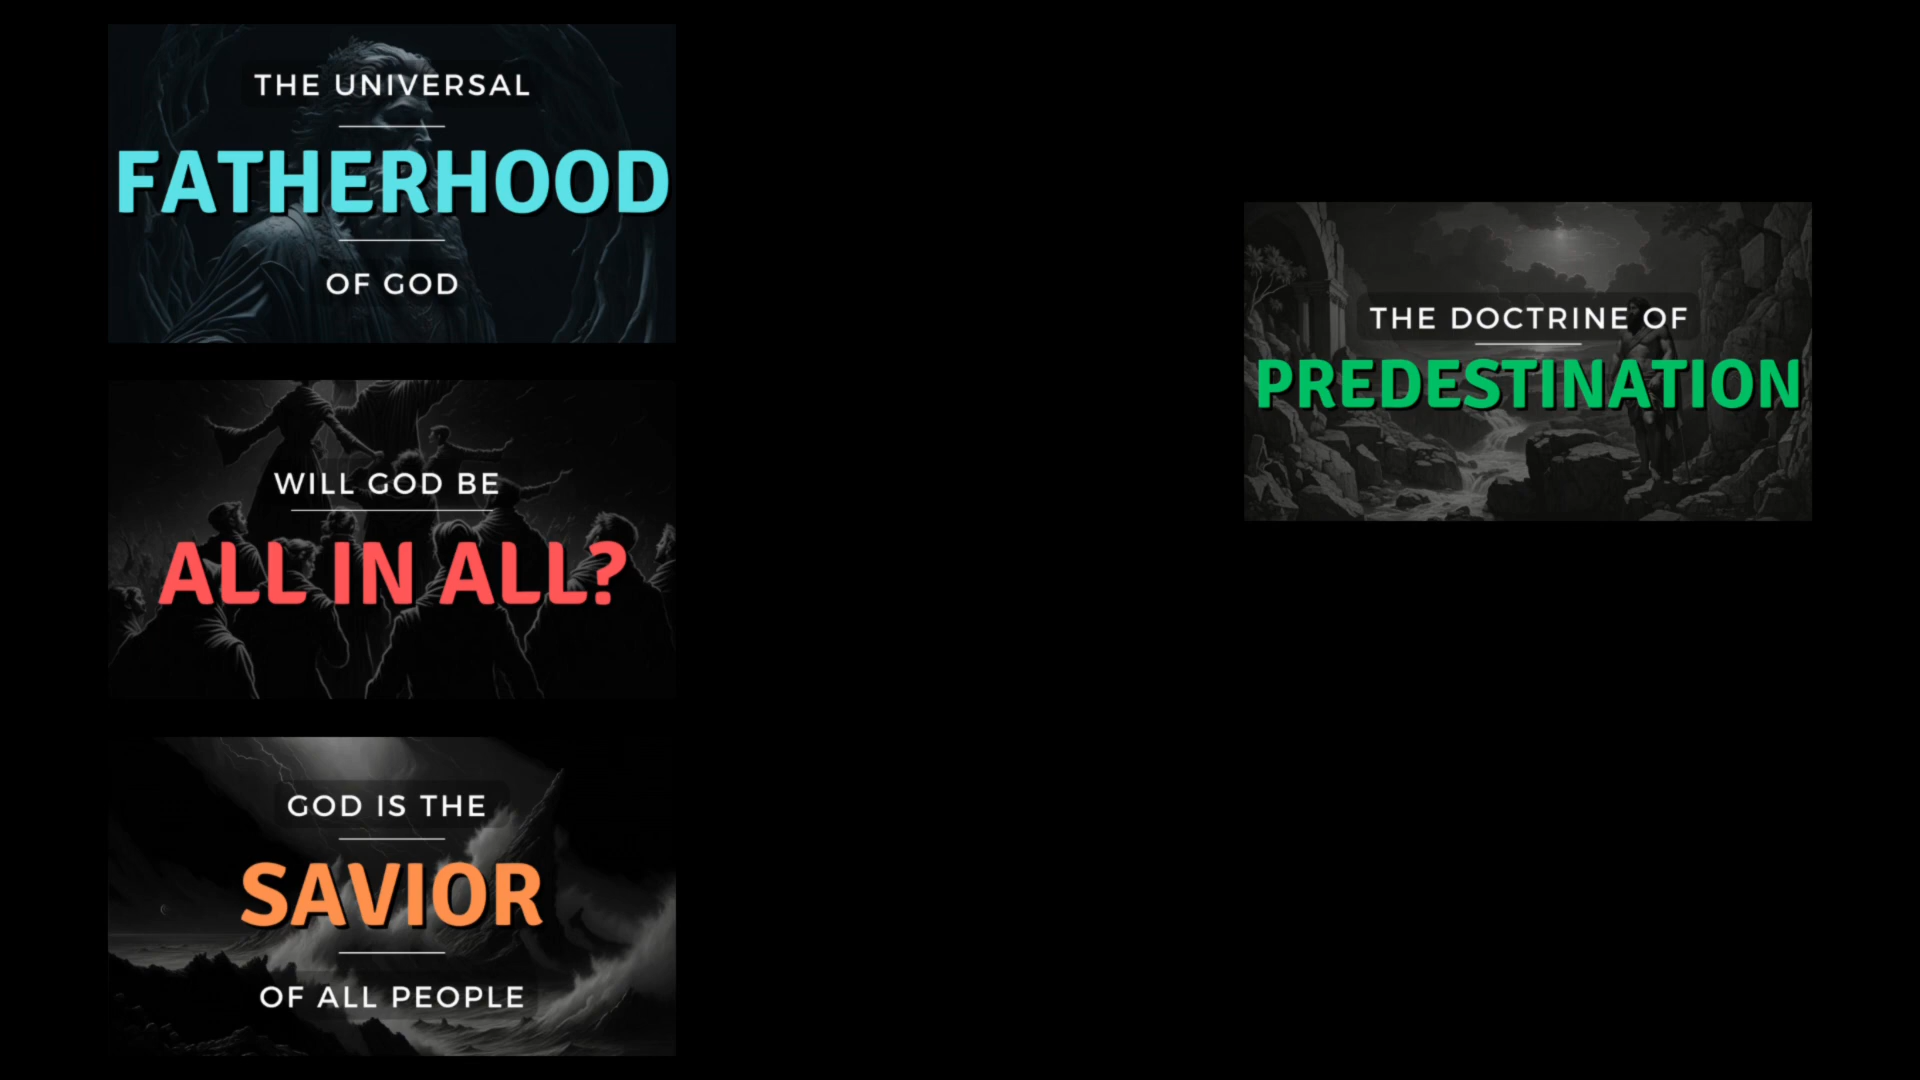 THE UNIVERSAL
FATHERHOOD
OF GOD
WILL GOD BE
ALL IN ALL?
GOD IS THE
SAVIOR
OF ALL PEOPLE
THE DOCTRINE OF
PREDESTINATION